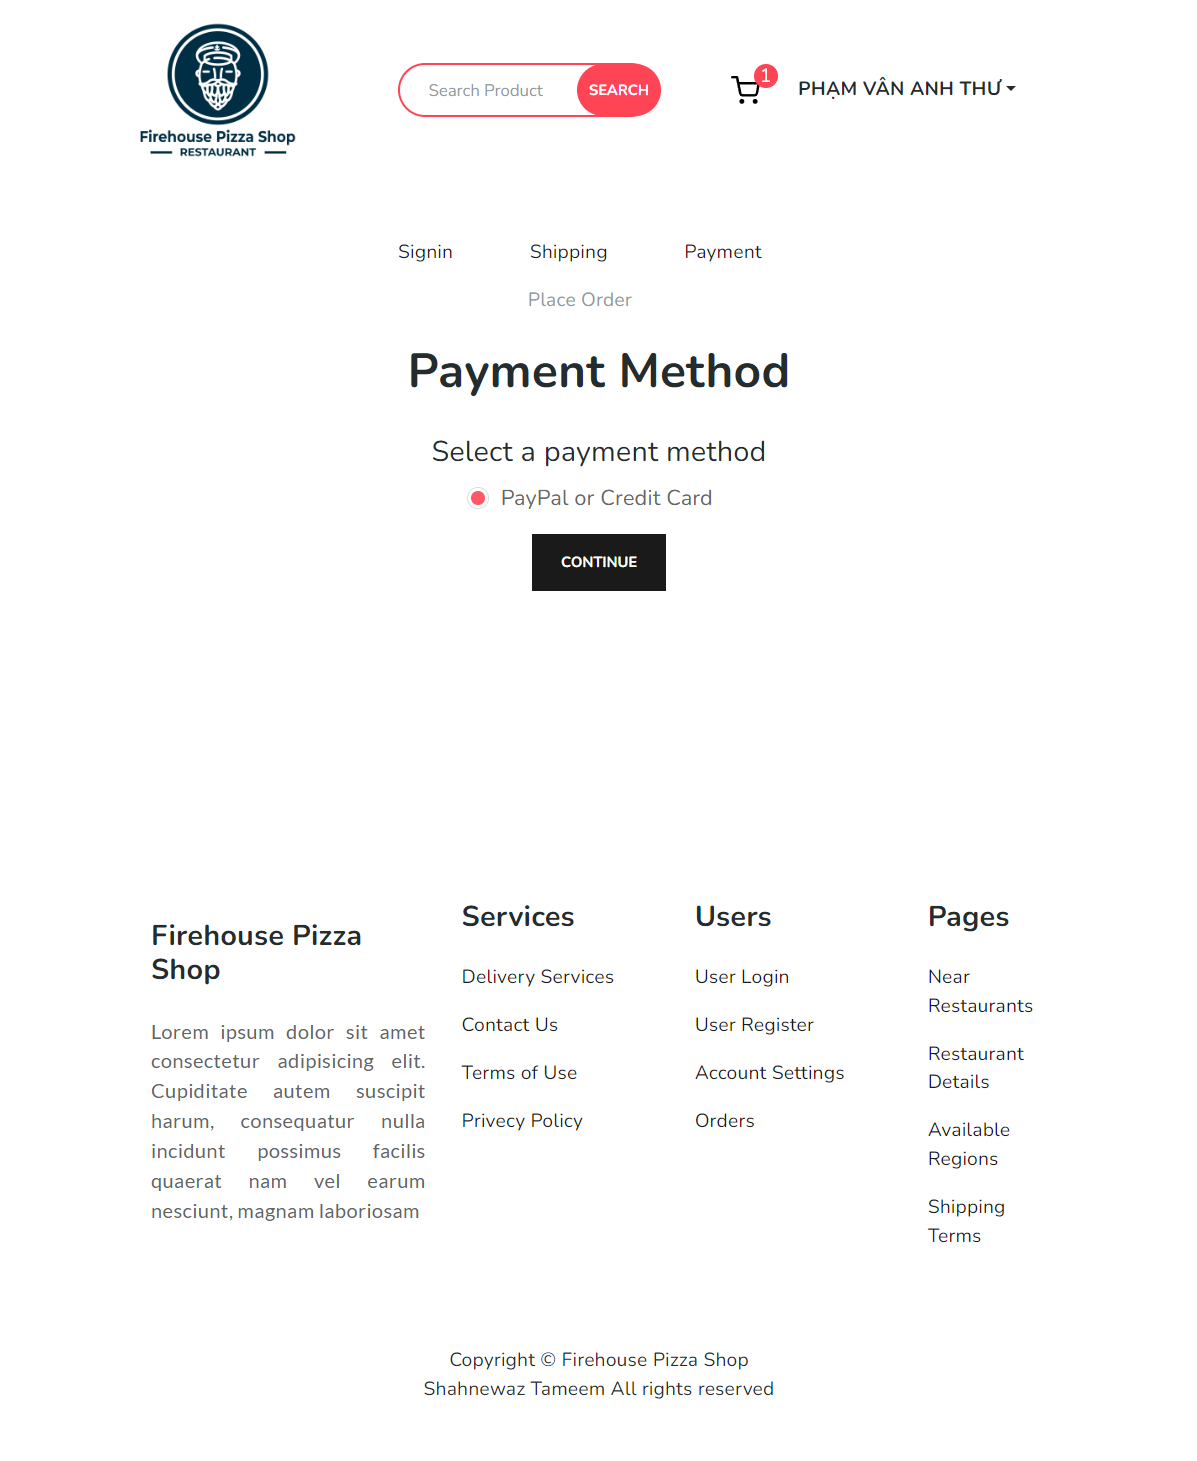 Firehouse Pizza Shop
RESTAURANT
Search Product
SEARCH
1
PHẠM VÂN ANH THƯ
Signin
Shipping
Payment
Place Order
Payment Method
Select a payment method
PayPal or Credit Card
CONTINUE
Firehouse Pizza
Shop
Lorem ipsum dolor sit amet
consectetur adipisicing elit.
Cupiditate autem suscipit
harum, consequatur nulla
incidunt possimus facilis
quaerat nam vel earum
nesciunt, magnam laboriosam
Services
Delivery Services
Contact Us
Terms of Use
Privecy Policy
Users
User Login
User Register
Account Settings
Orders
Pages
Near
Restaurants
Restaurant
Details
Available
Regions
Shipping
Terms
Copyright © Firehouse Pizza Shop
Shahnewaz Tameem All rights reserved